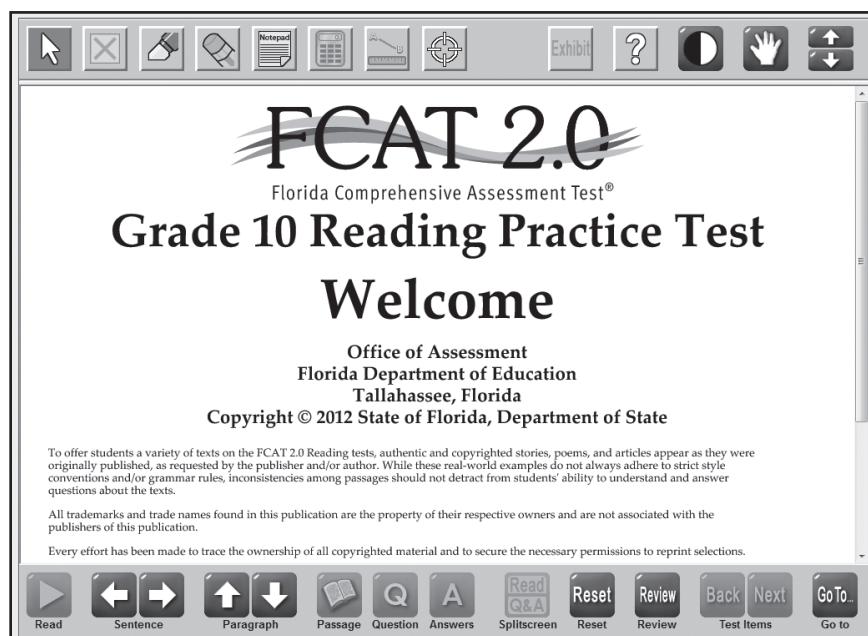 Notepad
A B
Exhibit
?
FCAT 2.0
Florida Comprehensive Assessment Test®
Grade 10 Reading Practice Test
Welcome
Office of Assessment
Florida Department of Education
Tallahassee, Florida
Copyright © 2012 State of Florida, Department of State
To offer students a variety of texts on the FCAT 2.0 Reading tests, authentic and copyrighted stories, poems, and articles appear as they were
originally published, as requested by the publisher and/or author. While these real-world examples do not always adhere to strict style
conventions and/or grammar rules, inconsistencies among passages should not detract from students' ability to understand and answer
questions about the texts.
All trademarks and trade names found in this publication are the property of their respective owners and are not associated with the
publishers of this publication.
Every effort has been made to trace the ownership of all copyrighted material and to secure the necessary permissions to reprint selections.
Q A Read Q&A Reset Review Back Next Go To...
Read Sentence Paragraph Passage Question Answers Splitscreen Reset Review Test Items Go to